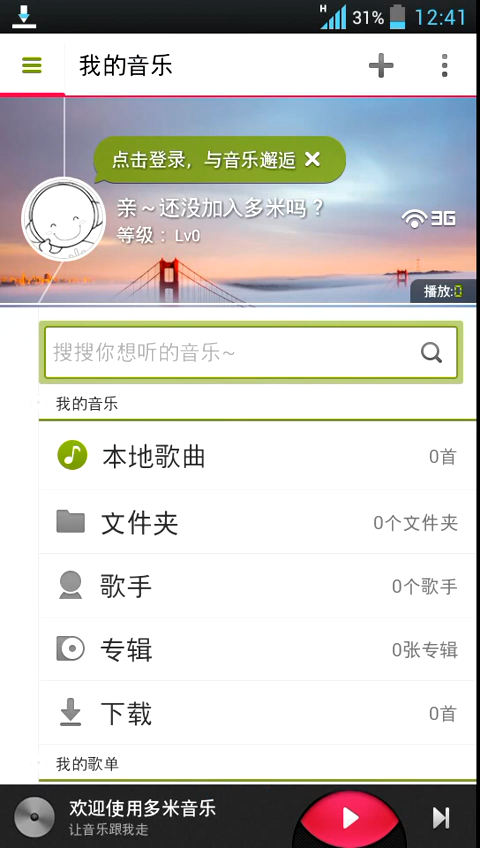 H 31% 12:41
我的音乐
点击登录，与音乐邂逅
亲～还没加入多米吗？
等级：Lv0
3G
播放:0
搜搜你想听的音乐~
我的音乐
本地歌曲 0首
文件夹 0个文件夹
歌手 0个歌手
专辑 0张专辑
下载 0首
我的歌单
欢迎使用多米音乐
让音乐跟我走